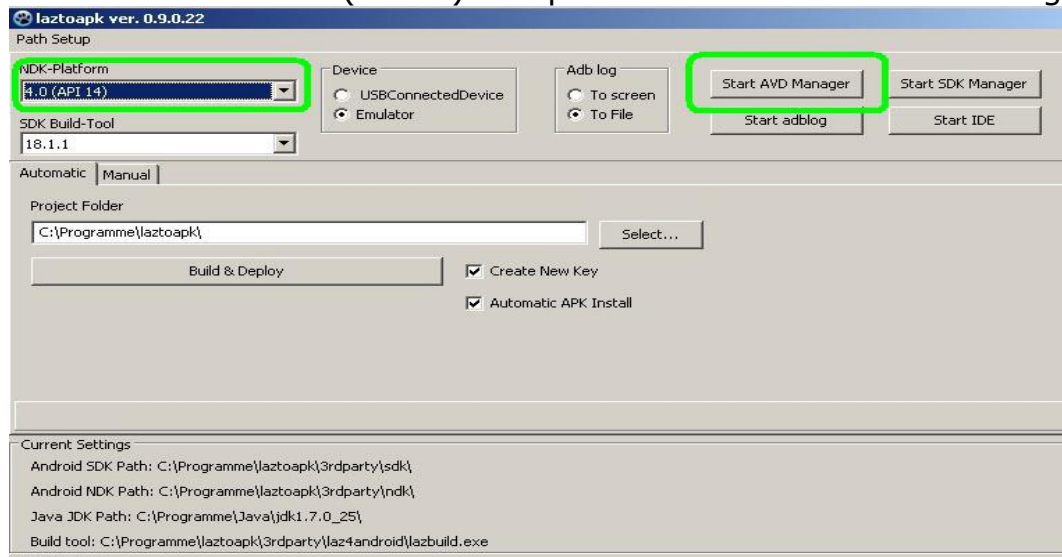 laztoapk ver. 0.9.0.22
Path Setup
NDK-Platform
4.0 (API 14)
SDK Build-Tool
18.1.1
Device
USBConnectedDevice
Emulator
Adb log
To screen
To File
Start AVD Manager
Start SDK Manager
Start adblog
Start IDE
Automatic
Manual
Project Folder
C:\Programme\laztoapk\
Select...
Build & Deploy
Create New Key
Automatic APK Install
Current Settings
Android SDK Path: C:\Programme\laztoapk\3rdparty\sdk\
Android NDK Path: C:\Programme\laztoapk\3rdparty\ndk\
Java JDK Path: C:\Programme\Java\jdk1.7.0_25\
Build tool: C:\Programme\laztoapk\3rdparty\laz4android\lazbuild.exe